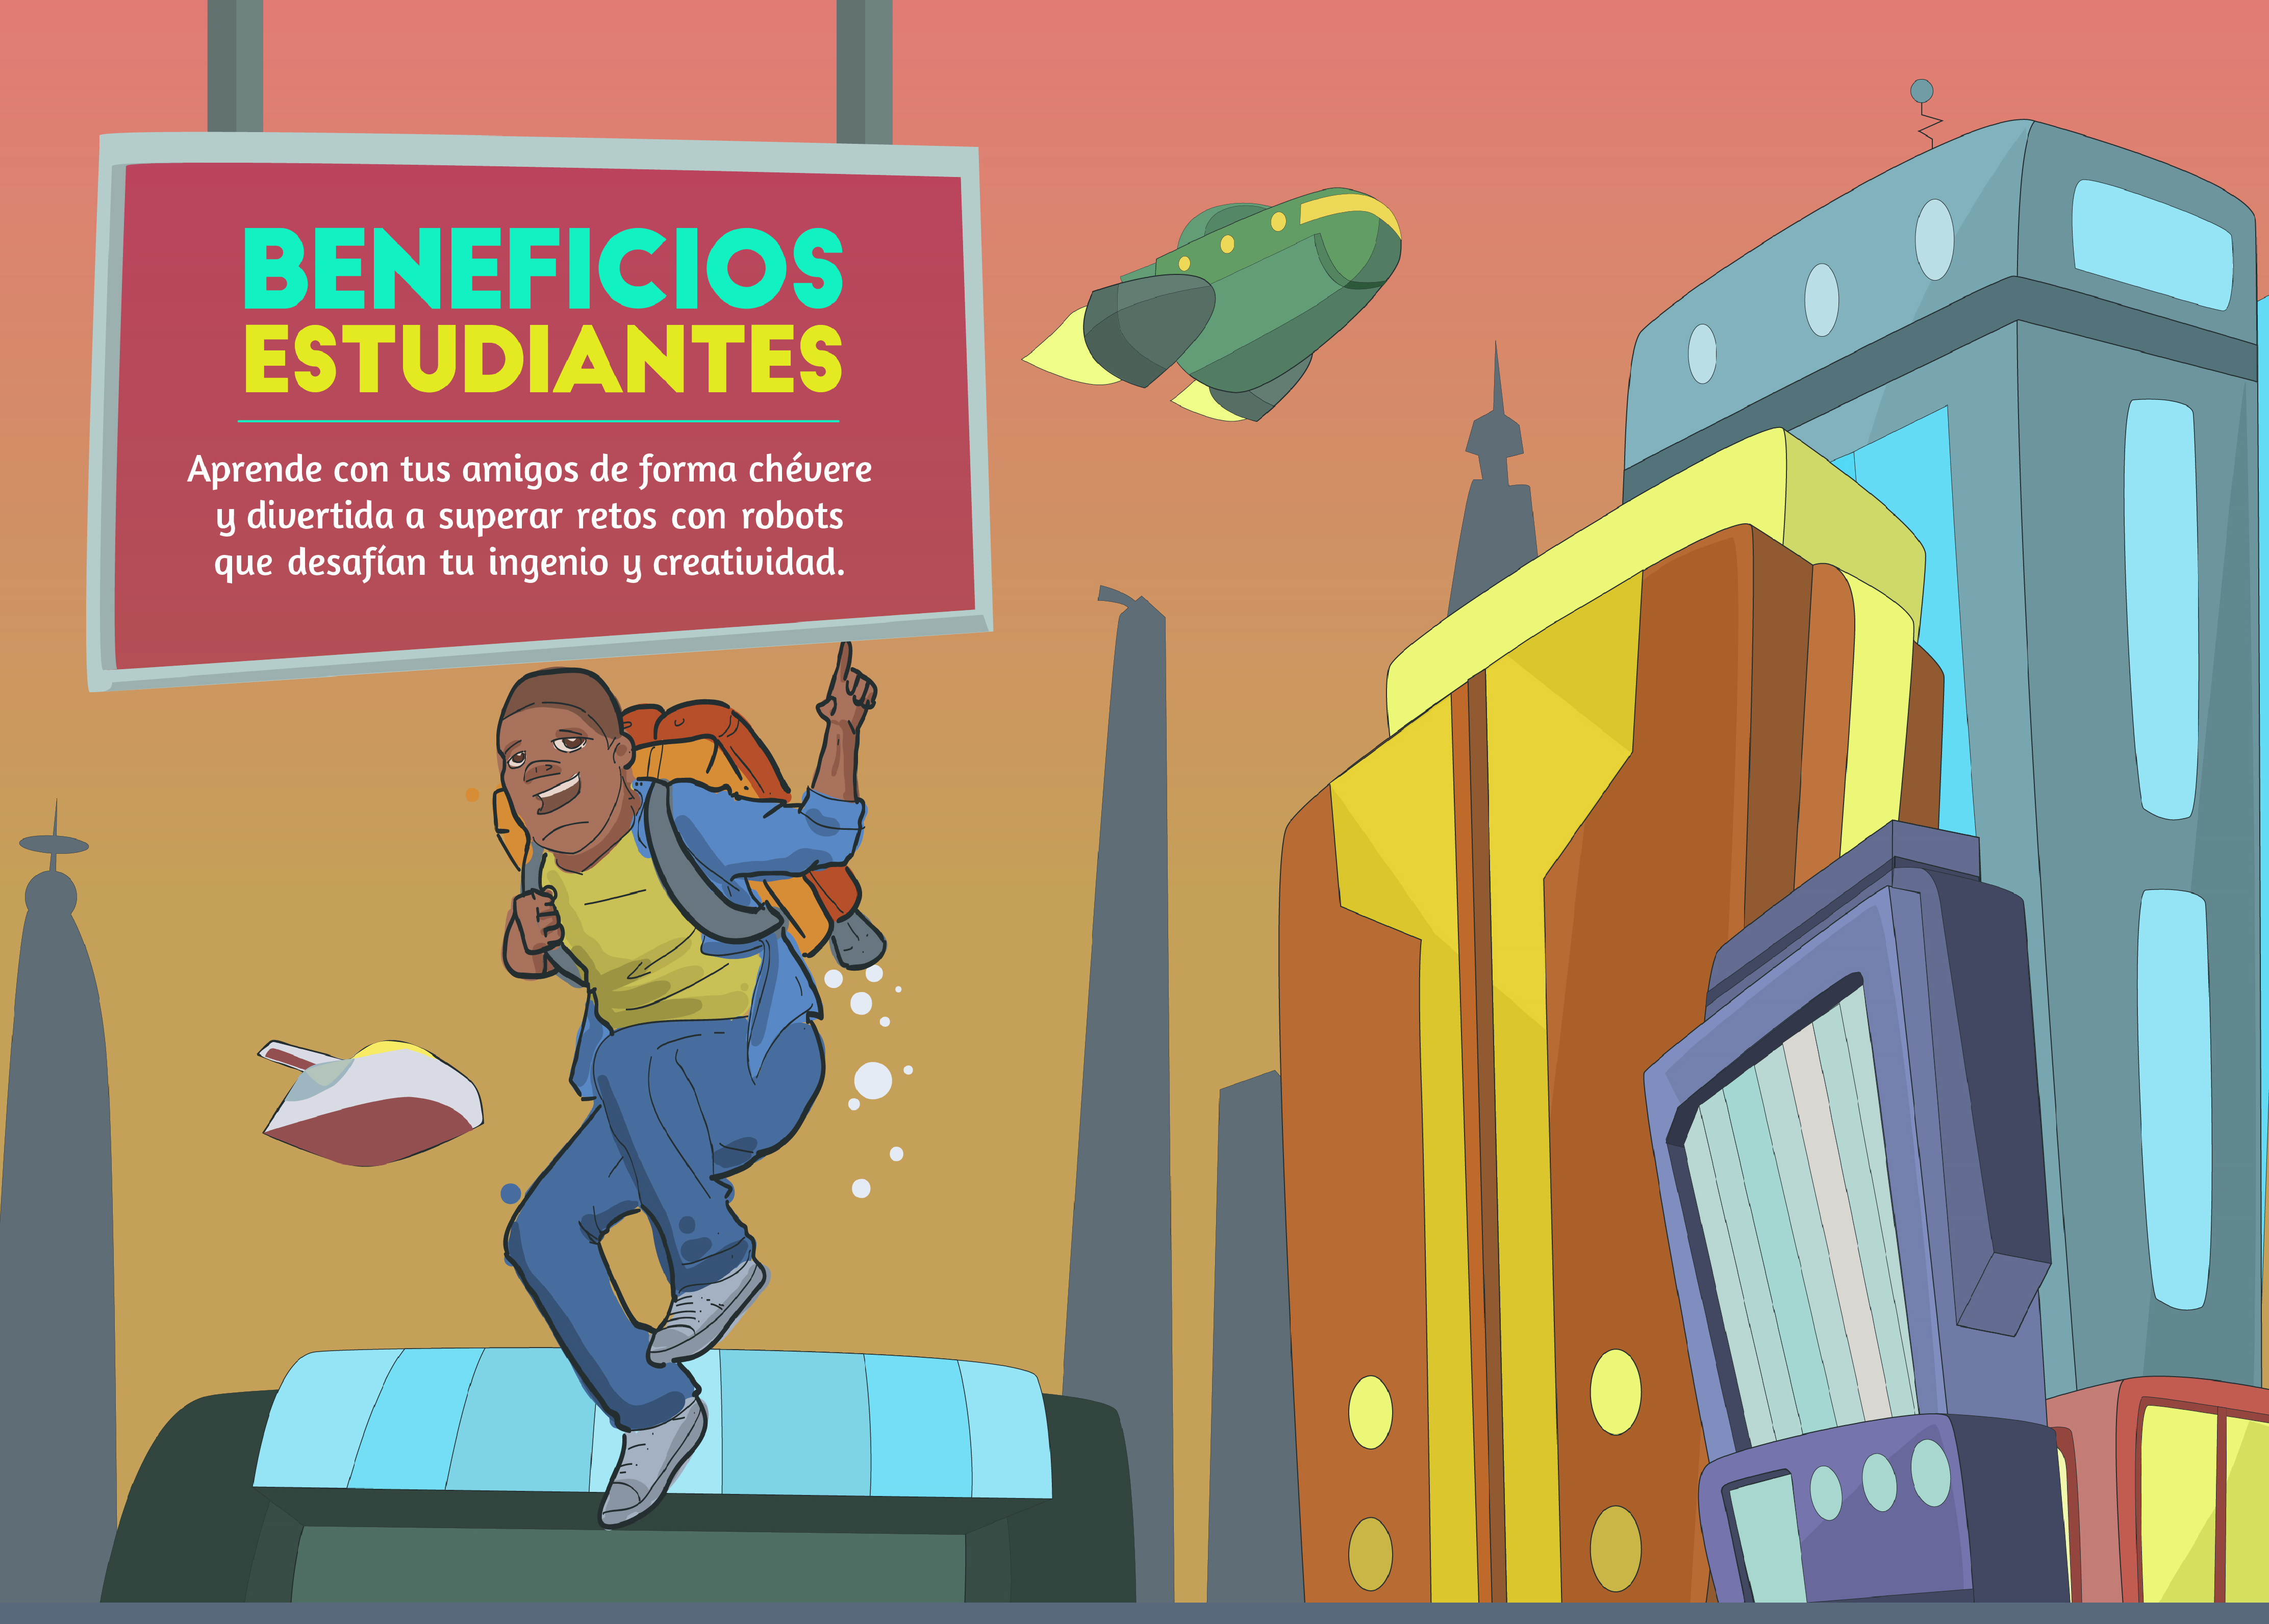 BENEFICIOS
ESTUDIANTES
Aprende con tus amigos de forma chévere
y divertida a superar retos con robots
que desafían tu ingenio y creatividad.